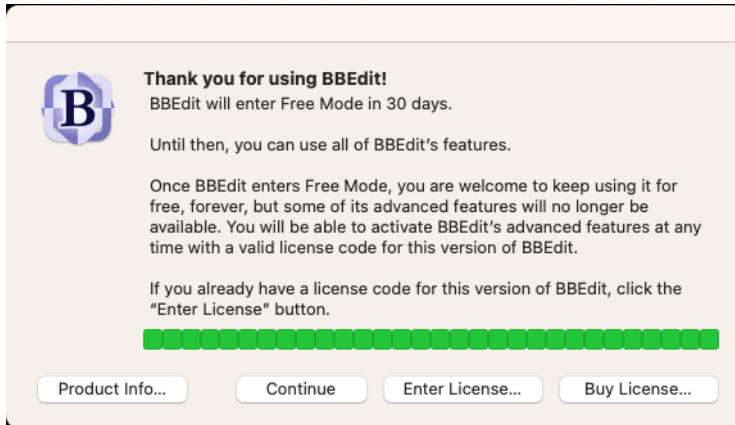 Thank you for using BBEdit!
BBEdit will enter Free Mode in 30 days.
Until then, you can use all of BBEdit's features.
Once BBEdit enters Free Mode, you are welcome to keep using it for
free, forever, but some of its advanced features will no longer be
available. You will be able to activate BBEdit's advanced features at any
time with a valid license code for this version of BBEdit.
If you already have a license code for this version of BBEdit, click the
“Enter License” button.
Product Info... Continue Enter License... Buy License...
B